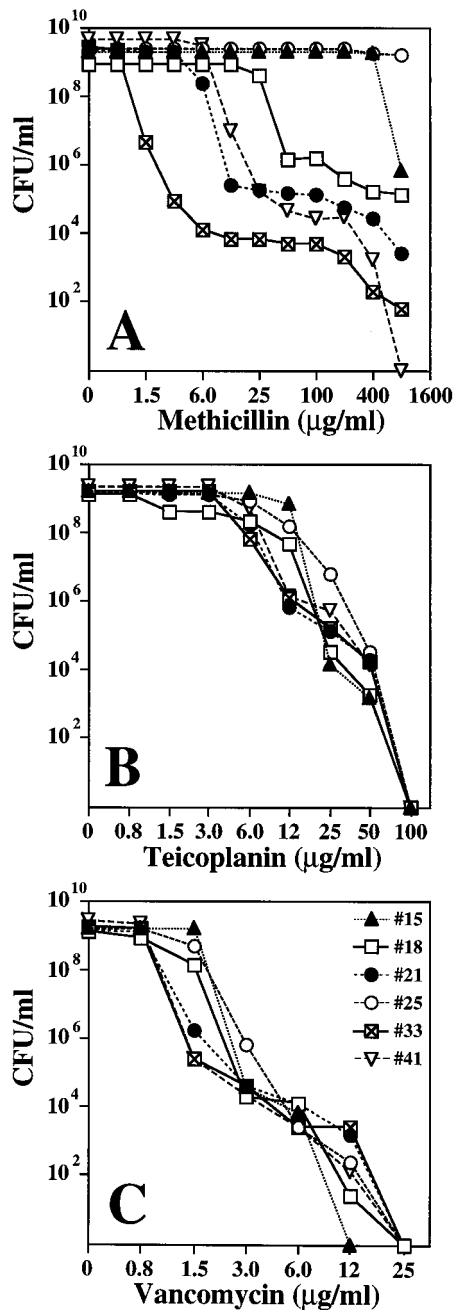 10^10
10^8
10^6
10^4
10^2
CFU/ml
A
0 1.5 6.0 25 100 400 1600
Methicillin (μg/ml)
10^10
10^8
10^6
10^4
10^2
CFU/ml
B
0 0.8 1.5 3.0 6.0 12 25 50 100
Teicoplanin (μg/ml)
10^10
10^8
10^6
10^4
10^2
CFU/ml
#15
#18
#21
#25
#33
#41
C
0 0.8 1.5 3.0 6.0 12 25
Vancomycin (μg/ml)